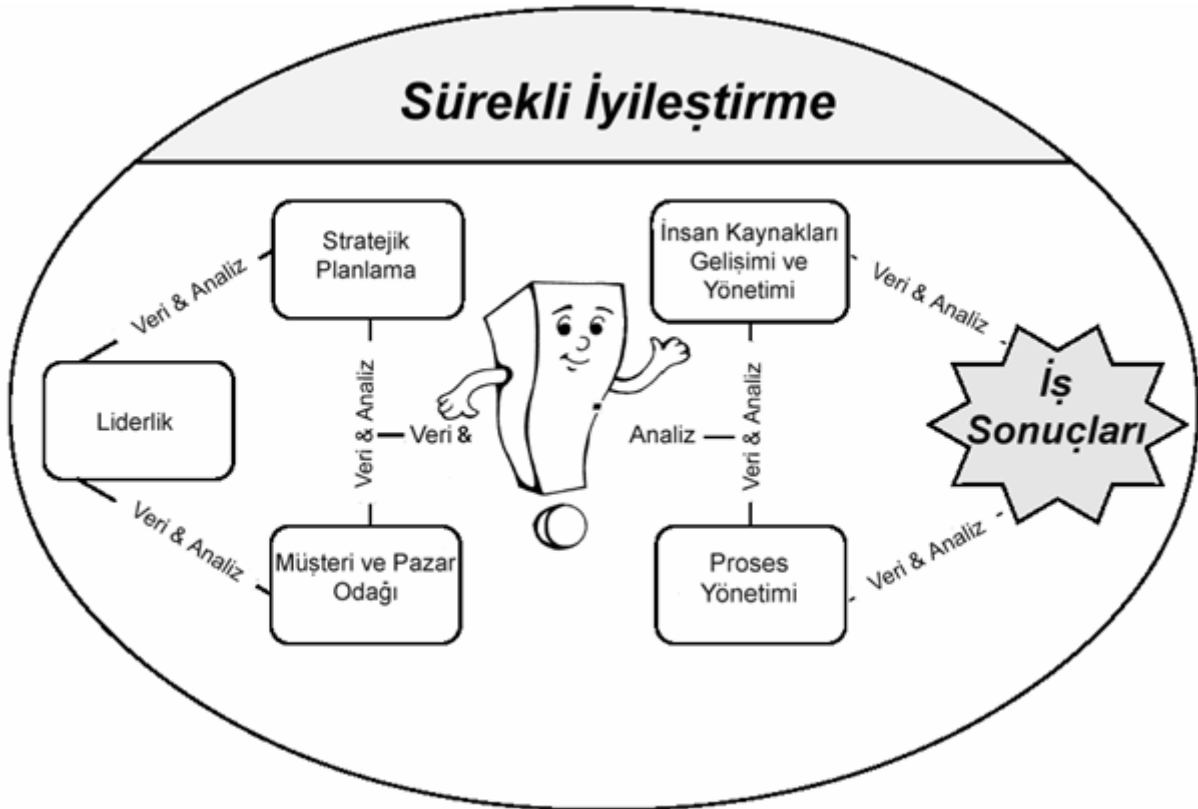 Sürekli İyileştirme
Stratejik
Planlama
İnsan Kaynakları
Gelişimi ve
Yönetimi
Veri & Analiz
Veri & Analiz
Liderlik
Veri & Analiz
Veri &
Analiz
Veri & Analiz
İş
Sonuçları
Veri & Analiz
Müşteri ve Pazar
Odağı
Proses
Yönetimi
Veri & Analiz